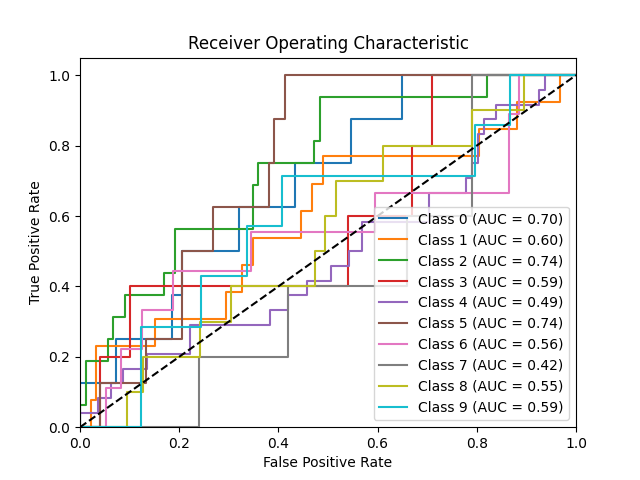 Receiver Operating Characteristic
True Positive Rate
1.0
0.8
0.6
0.4
0.2
0.0
Class 0 (AUC = 0.70)
Class 1 (AUC = 0.60)
Class 2 (AUC = 0.74)
Class 3 (AUC = 0.59)
Class 4 (AUC = 0.49)
Class 5 (AUC = 0.74)
Class 6 (AUC = 0.56)
Class 7 (AUC = 0.42)
Class 8 (AUC = 0.55)
Class 9 (AUC = 0.59)
0.0 0.2 0.4 0.6 0.8 1.0
False Positive Rate